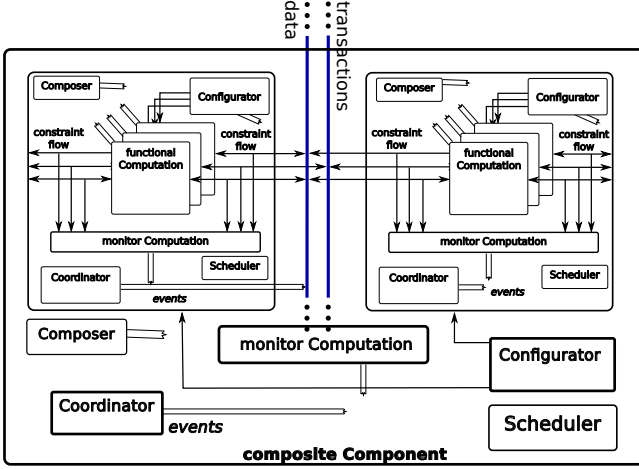 data
transactions
Composer
Configurator
constraint
flow
constraint
flow
functional
Computation
monitor Computation
Scheduler
Coordinator
events
Composer
Configurator
constraint
flow
constraint
flow
functional
Computation
monitor Computation
Scheduler
Coordinator
events
Composer
monitor Computation
Configurator
Coordinator
events
Scheduler
composite Component